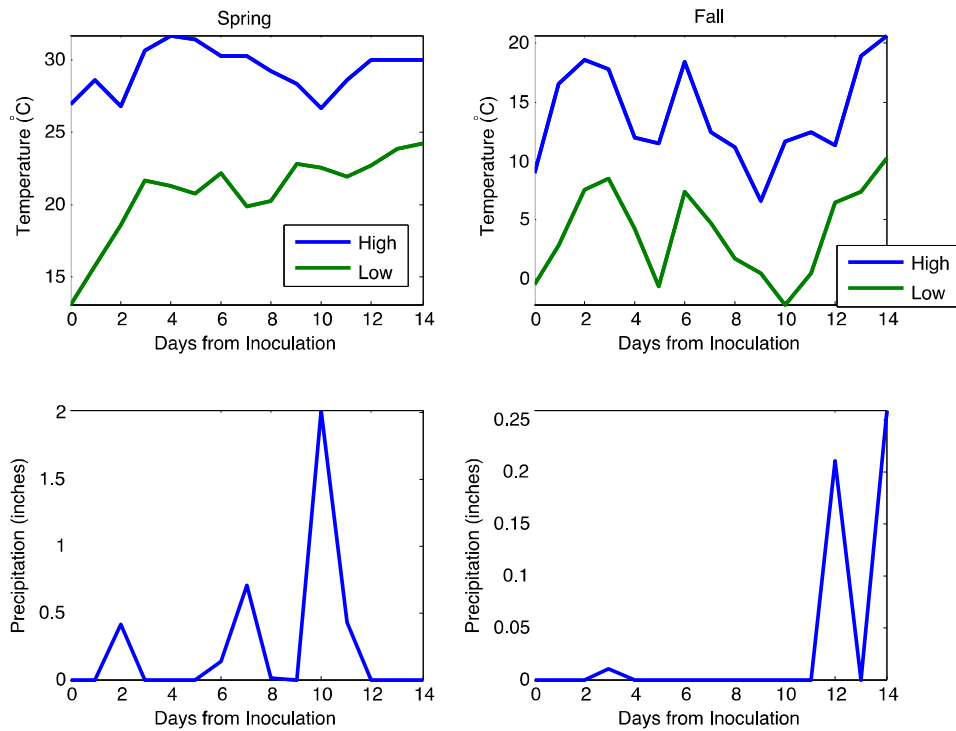 Spring
30
25
20
15
Temperature (°C)
High
Low
0 2 4 6 8 10 12 14
Days from Inoculation
Fall
20
15
10
5
0
Temperature (°C)
High
Low
0 2 4 6 8 10 12 14
Days from Inoculation
2
1.5
1
0.5
0
Precipitation (inches)
0 2 4 6 8 10 12 14
Days from Inoculation
0.25
0.2
0.15
0.1
0.05
0
Precipitation (inches)
0 2 4 6 8 10 12 14
Days from Inoculation